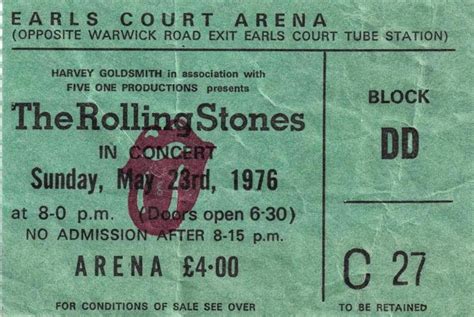 EARLS COURT ARENA
(OPPOSITE WARWICK ROAD EXIT EARLS COURT TUBE STATION)
HARVEY GOLDSMITH in association with
FIVE ONE PRODUCTIONS presents
The Rolling Stones
IN CONCERT
Sunday, May 23rd, 1976
at 8-0 p.m. (Doors open 6-30)
NO ADMISSION AFTER 8-15 p.m.
ARENA £4·00
FOR CONDITIONS OF SALE SEE OVER
BLOCK
DD
C 27
TO BE RETAINED